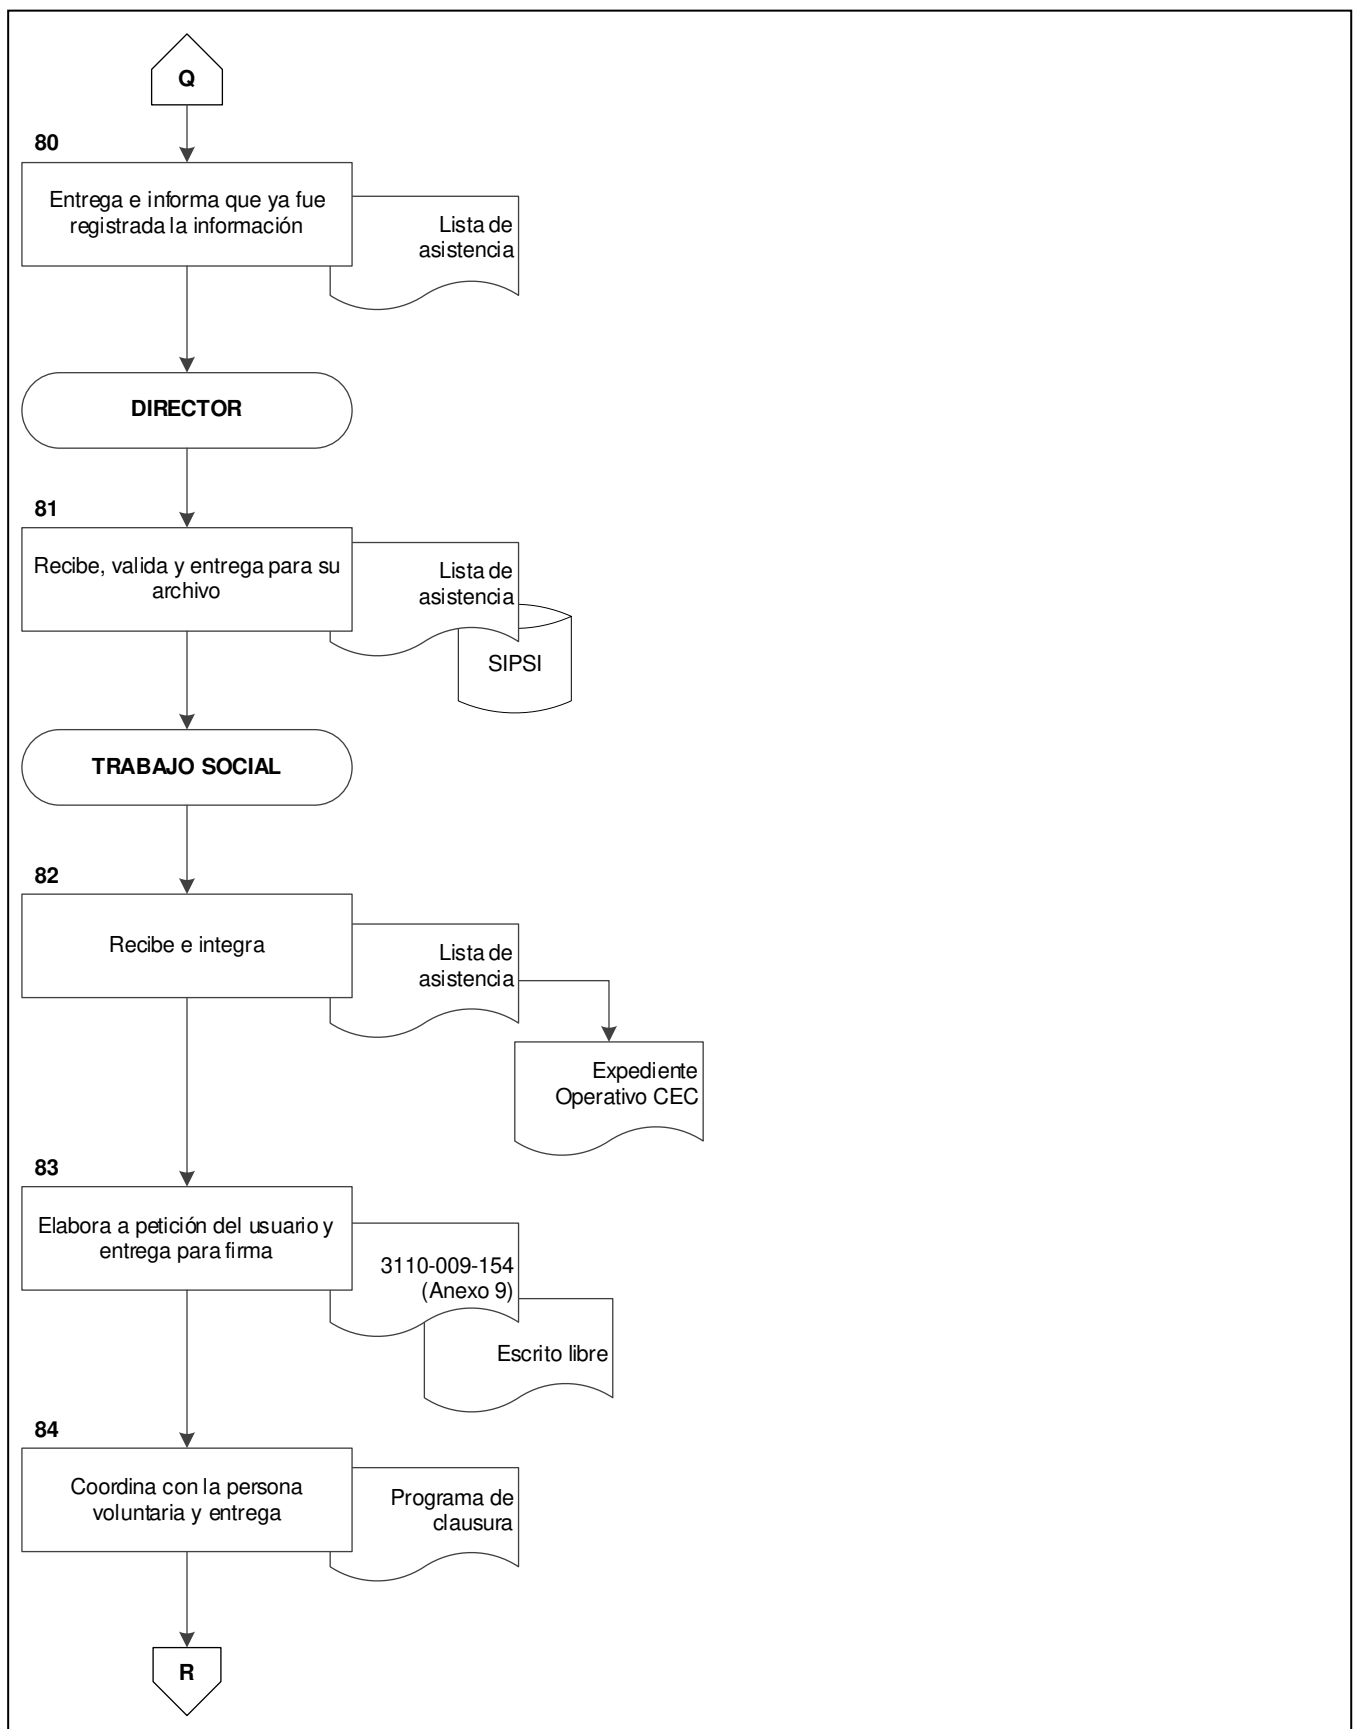 Q
80
Entrega e informa que ya fue
registrada la información
Lista de
asistencia
DIRECTOR
81
Recibe, valida y entrega para su
archivo
Lista de
asistencia
SIPSI
TRABAJO SOCIAL
82
Recibe e integra
Lista de
asistencia
Expediente
Operativo CEC
83
Elabora a petición del usuario y
entrega para firma
3110-009-154
(Anexo 9)
Escrito libre
84
Coordina con la persona
voluntaria y entrega
Programa de
clausura
R